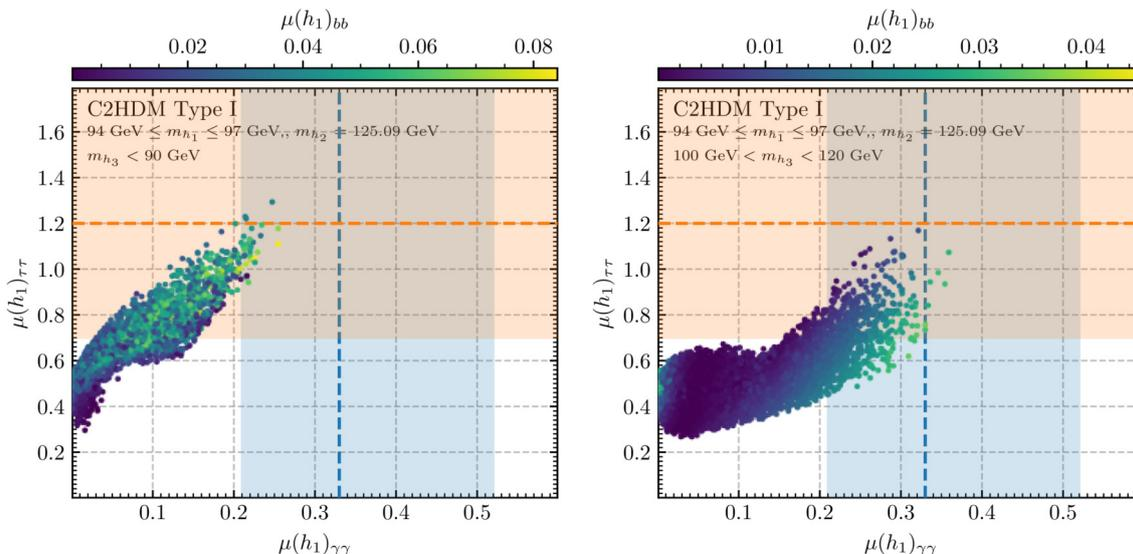 μ(h₁)bb
0.02 0.04 0.06 0.08
C2HDM Type I
94 GeV ≤ mh₁ ≤ 97 GeV,, mh₂ = 125.09 GeV
mh₃ < 90 GeV
1.6
1.4
1.2
1.0
0.8
0.6
0.4
0.2
μ(h₁)ττ
0.1 0.2 0.3 0.4 0.5
μ(h₁)γγ
μ(h₁)bb
0.01 0.02 0.03 0.04
C2HDM Type I
94 GeV ≤ mh₁ ≤ 97 GeV,, mh₂ = 125.09 GeV
100 GeV < mh₃ < 120 GeV
1.6
1.4
1.2
1.0
0.8
0.6
0.4
0.2
μ(h₁)ττ
0.1 0.2 0.3 0.4 0.5
μ(h₁)γγ